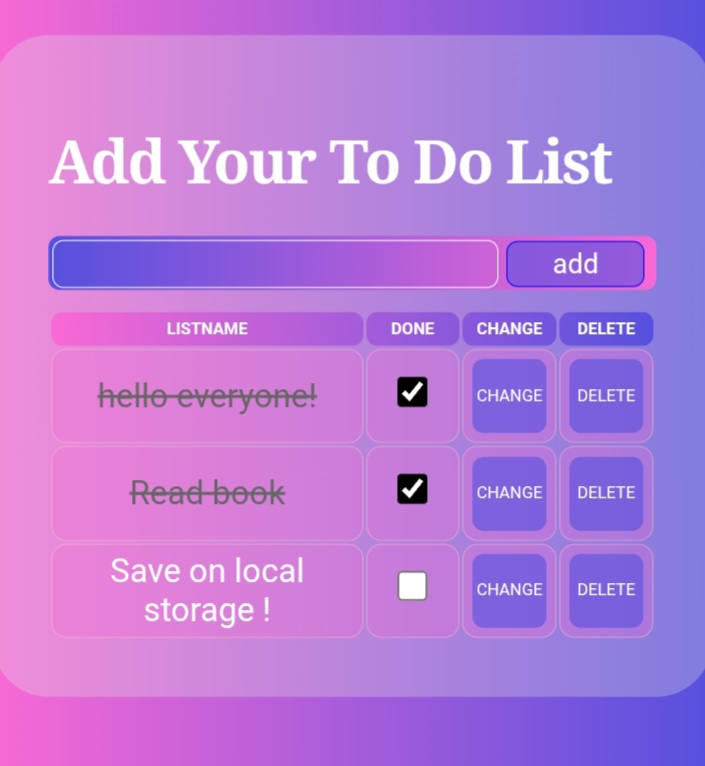 Add Your To Do List
add
LISTNAME DONE CHANGE DELETE
hello everyone! CHANGE DELETE
Read book CHANGE DELETE
Save on local
storage ! CHANGE DELETE